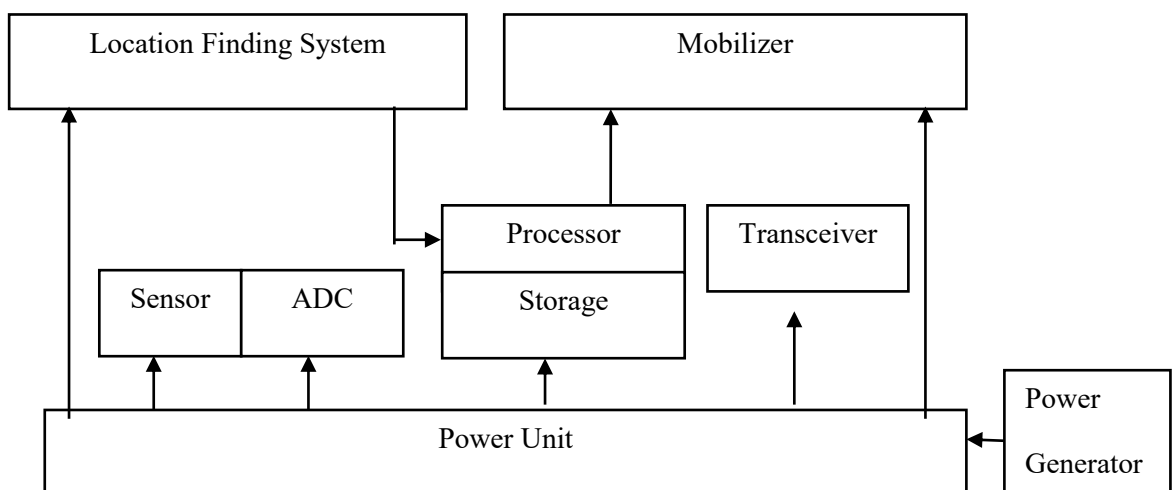 Location Finding System
Mobilizer
Processor
Transceiver
Sensor
ADC
Storage
Power Unit
Power
Generator